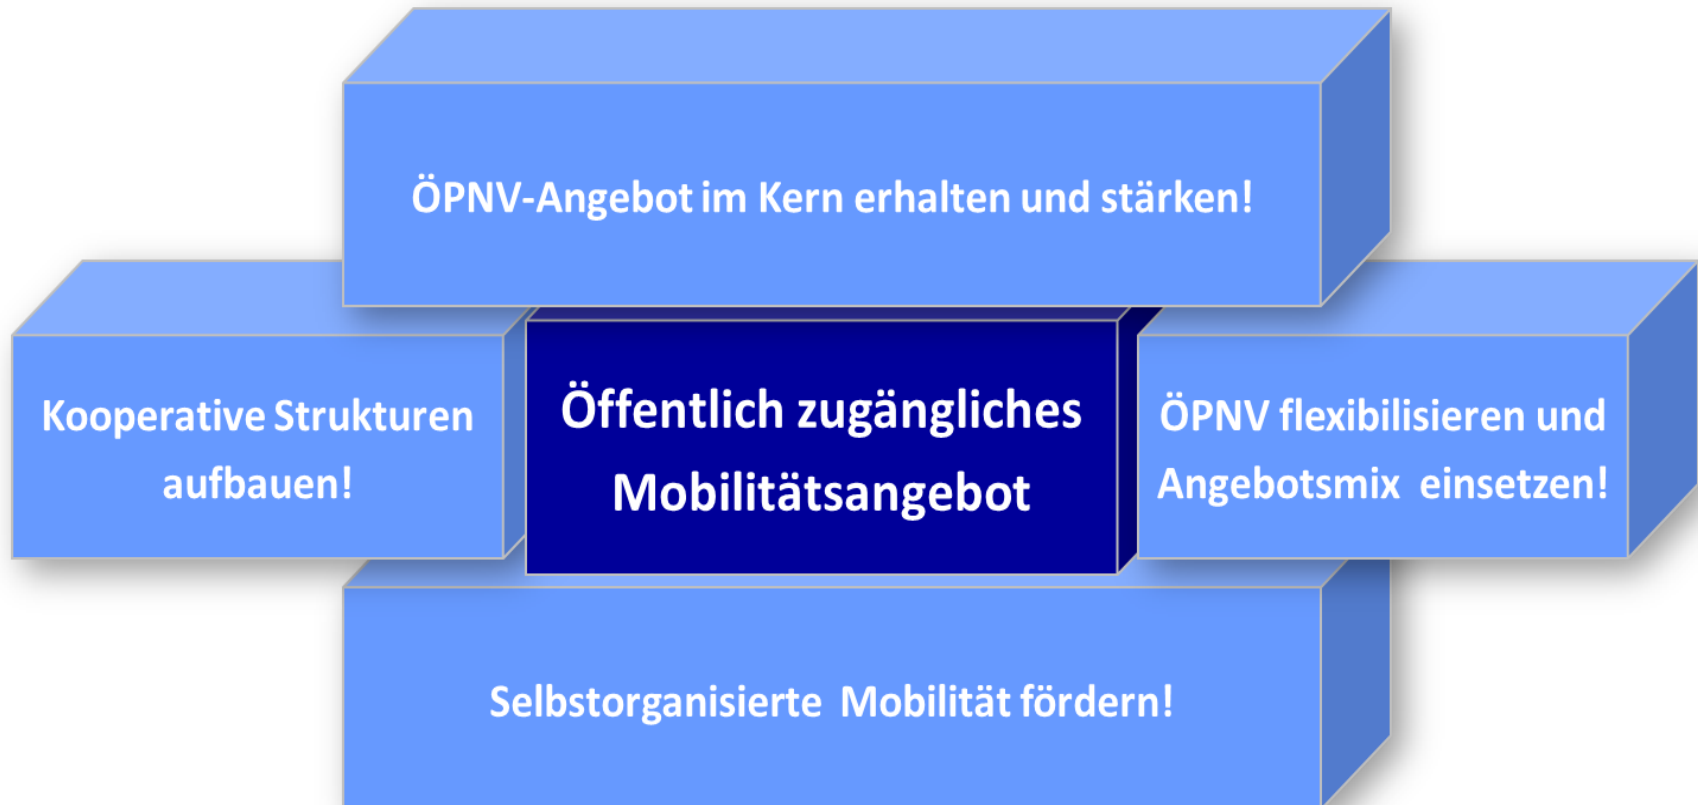 ÖPNV-Angebot im Kern erhalten und stärken!
Kooperative Strukturen
aufbauen!
Öffentlich zugängliches
Mobilitätsangebot
ÖPNV flexibilisieren und
Angebotsmix einsetzen!
Selbstorganisierte Mobilität fördern!